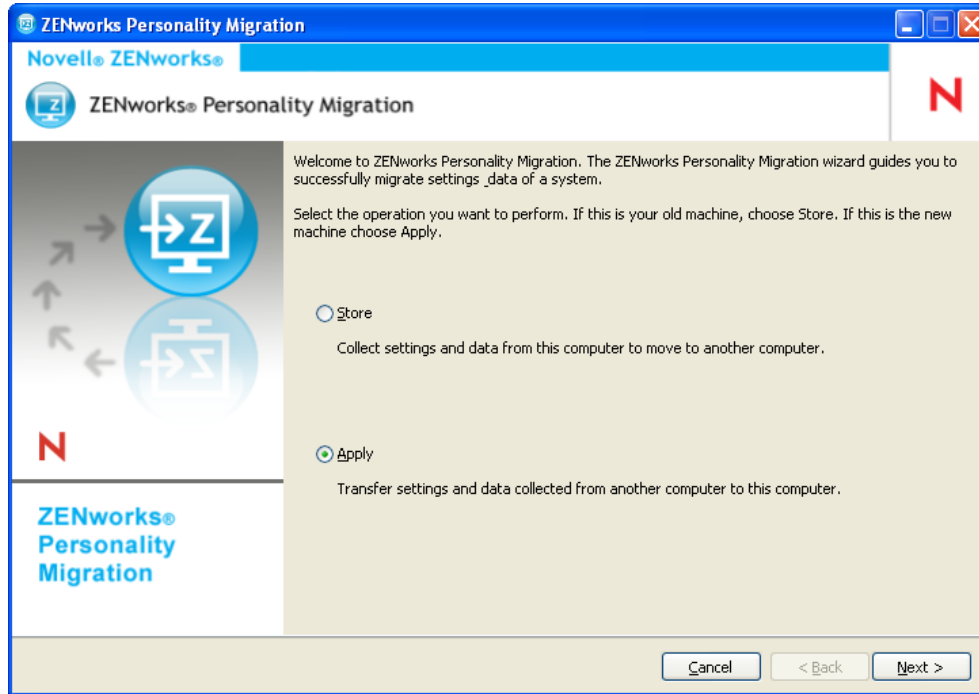 ZENworks Personality Migration
Novell® ZENworks®
ZENworks® Personality Migration
N
Z
Welcome to ZENworks Personality Migration. The ZENworks Personality Migration wizard guides you to
successfully migrate settings _data of a system.
Select the operation you want to perform. If this is your old machine, choose Store. If this is the new
machine choose Apply.
Z
Store
Collect settings and data from this computer to move to another computer.
N
Apply
Transfer settings and data collected from another computer to this computer.
ZENworks®
Personality
Migration
Cancel
< Back
Next >